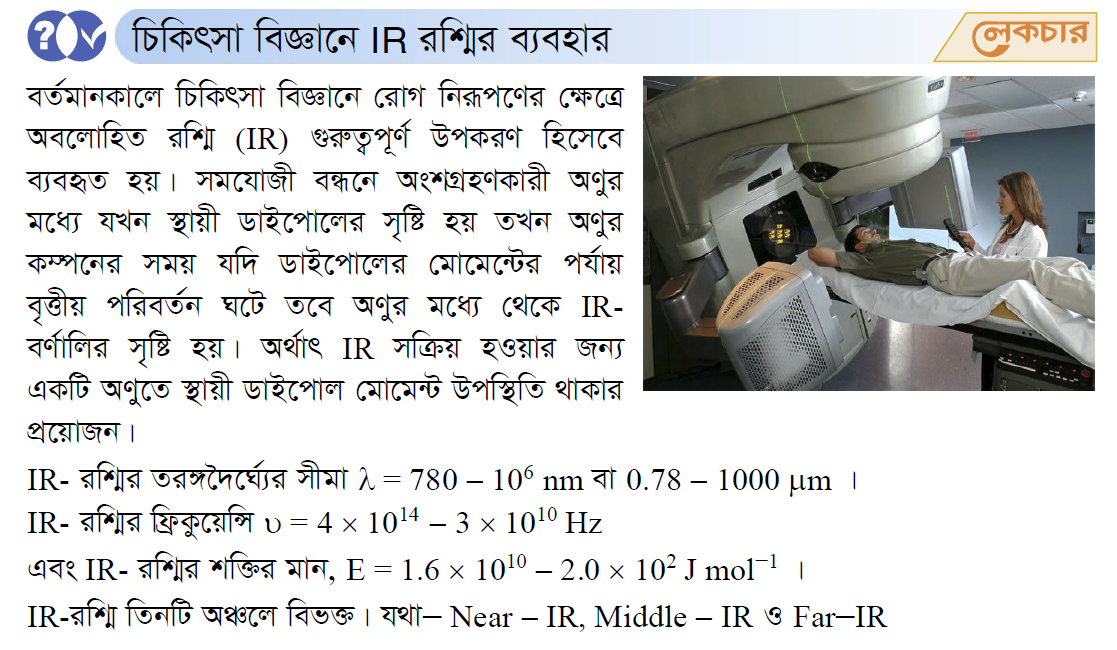 চিকিৎসা বিজ্ঞানে IR রশ্মির ব্যবহার
লেকচার
বর্তমানকালে চিকিৎসা বিজ্ঞানে রোগ নিরূপণের ক্ষেত্রে
অবলোহিত রশ্মি (IR) গুরুত্বপূর্ণ উপকরণ হিসেবে
ব্যবহৃত হয়। সমযোজী বন্ধনে অংশগ্রহণকারী অণুর
মধ্যে যখন স্থায়ী ডাইপোলের সৃষ্টি হয় তখন অণুর
কম্পনের সময় যদি ডাইপোলের মোমেন্টের পর্যায়
বৃত্তীয় পরিবর্তন ঘটে তবে অণুর মধ্যে থেকে IR-
বর্ণালির সৃষ্টি হয়। অর্থাৎ IR সক্রিয় হওয়ার জন্য
একটি অণুতে স্থায়ী ডাইপোল মোমেন্ট উপস্থিতি থাকার
প্রয়োজন।
IR- রশ্মির তরঙ্গদৈর্ঘ্যের সীমা λ = 780 – 10⁶ nm বা 0.78 – 1000 μm ।
IR- রশ্মির ফ্রিকুয়েন্সি υ = 4 × 10¹⁴ – 3 × 10¹⁰ Hz
এবং IR- রশ্মির শক্তির মান, E = 1.6 × 10¹⁰ – 2.0 × 10² J mol⁻¹ ।
IR-রশ্মি তিনটি অঞ্চলে বিভক্ত। যথা– Near – IR, Middle – IR ও Far–IR